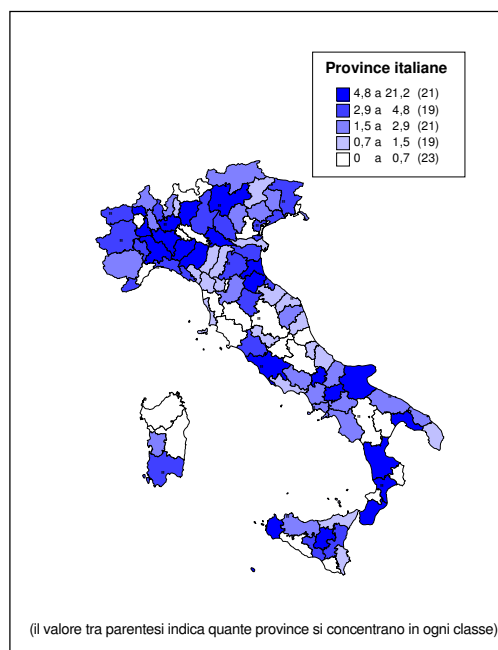 Province italiane
4,8 a 21,2 (21)
2,9 a 4,8 (19)
1,5 a 2,9 (21)
0,7 a 1,5 (19)
0 a 0,7 (23)
(il valore tra parentesi indica quante province si concentrano in ogni classe)